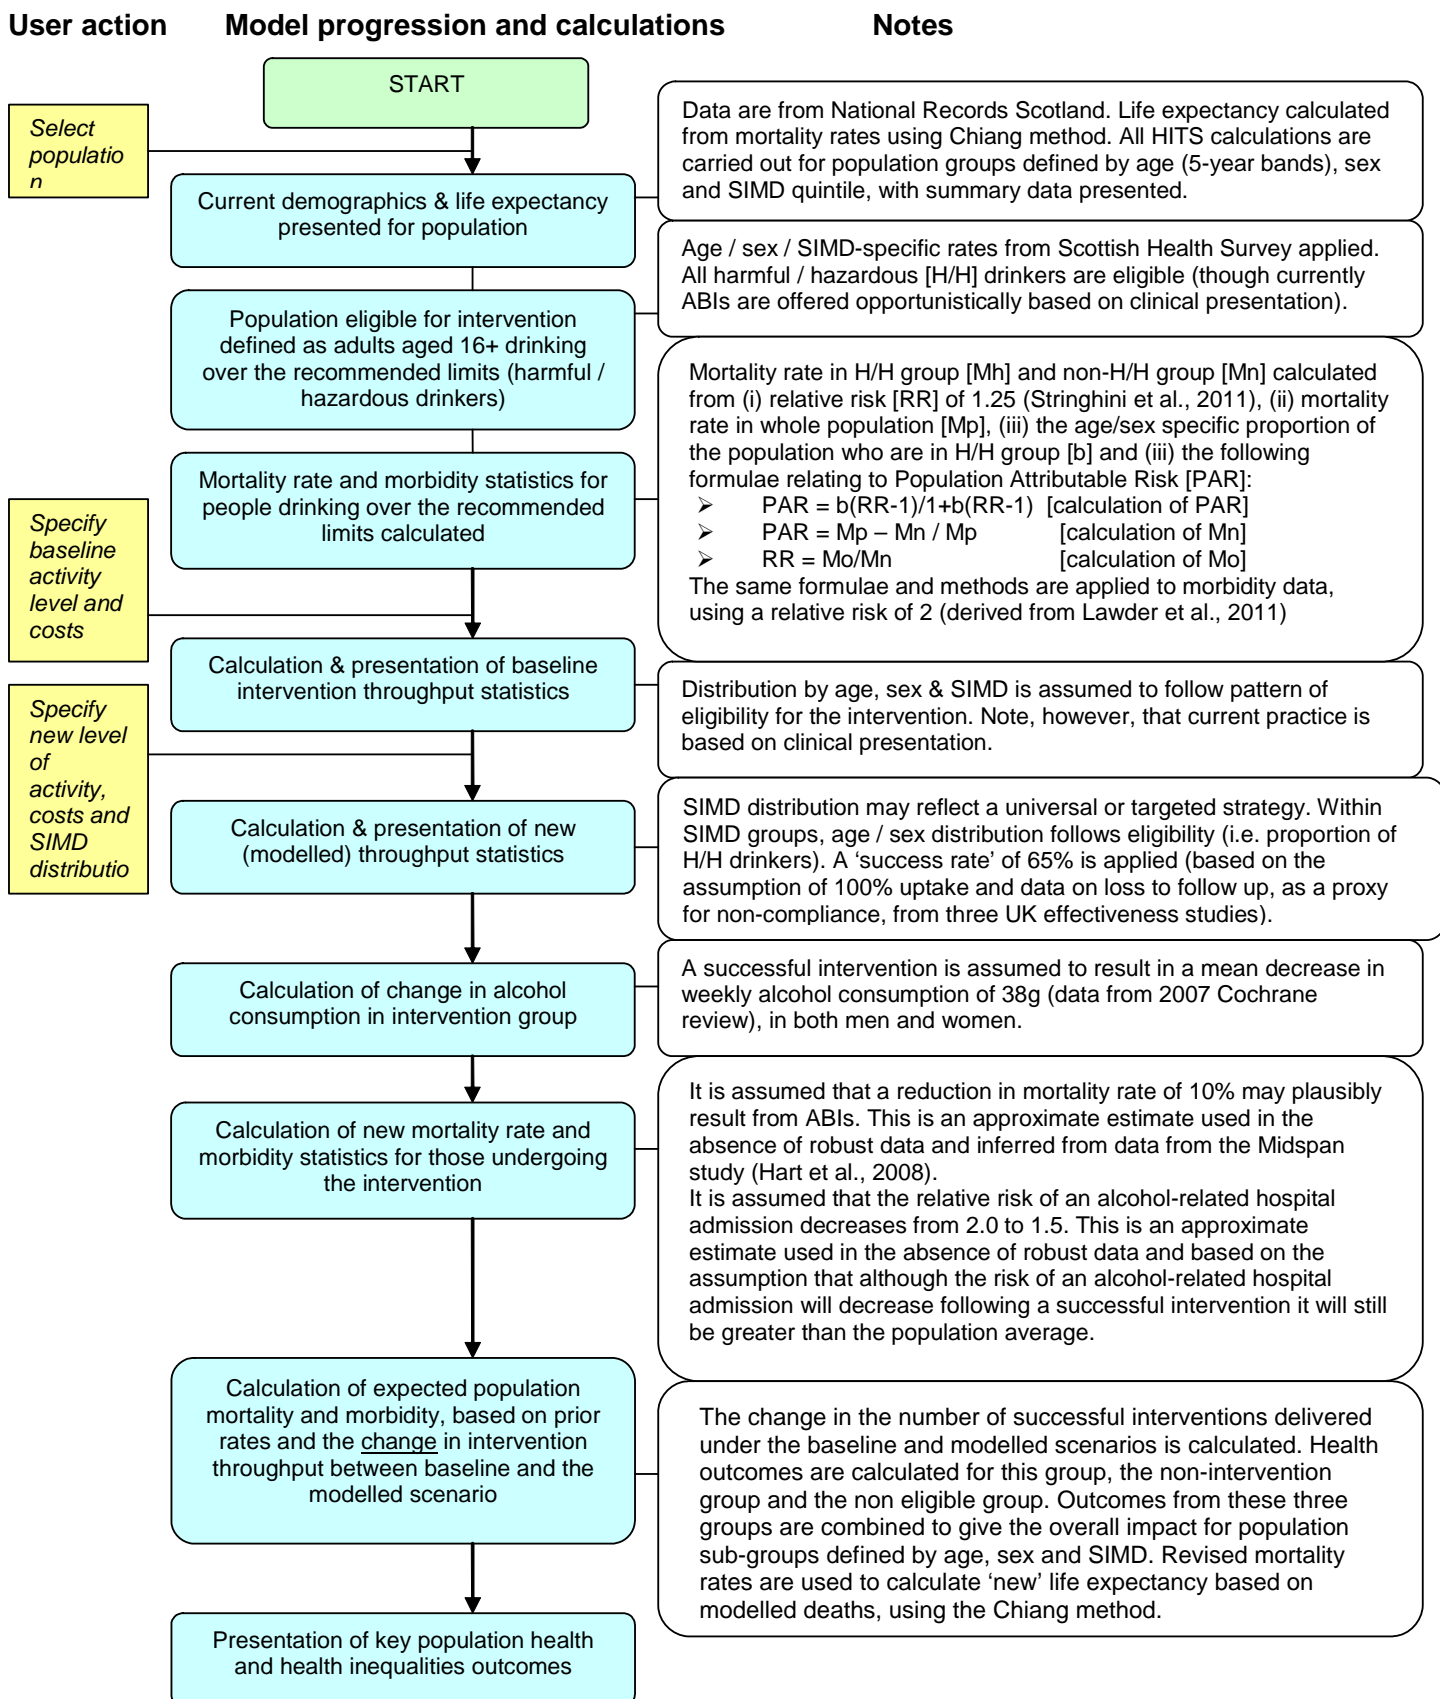 User action
Model progression and calculations
Notes
START
Select
populatio
n
Current demographics & life expectancy
presented for population
Data are from National Records Scotland. Life expectancy calculated
from mortality rates using Chiang method. All HITS calculations are
carried out for population groups defined by age (5-year bands), sex
and SIMD quintile, with summary data presented.
Population eligible for intervention
defined as adults aged 16+ drinking
over the recommended limits (harmful /
hazardous drinkers)
Age / sex / SIMD-specific rates from Scottish Health Survey applied.
All harmful / hazardous [H/H] drinkers are eligible (though currently
ABIs are offered opportunistically based on clinical presentation).
Mortality rate and morbidity statistics for
people drinking over the recommended
limits calculated
Mortality rate in H/H group [Mh] and non-H/H group [Mn] calculated
from (i) relative risk [RR] of 1.25 (Stringhini et al., 2011), (ii) mortality
rate in whole population [Mp], (iii) the age/sex specific proportion of
the population who are in H/H group [b] and (iii) the following
formulae relating to Population Attributable Risk [PAR]:
➢ PAR = b(RR-1)/1+b(RR-1) [calculation of PAR]
➢ PAR = Mp – Mn / Mp [calculation of Mn]
➢ RR = Mo/Mn [calculation of Mo]
The same formulae and methods are applied to morbidity data,
using a relative risk of 2 (derived from Lawder et al., 2011)
Specify
baseline
activity
level and
costs
Calculation & presentation of baseline
intervention throughput statistics
Distribution by age, sex & SIMD is assumed to follow pattern of
eligibility for the intervention. Note, however, that current practice is
based on clinical presentation.
Specify
new level
of
activity,
costs and
SIMD
distributio
Calculation & presentation of new
(modelled) throughput statistics
SIMD distribution may reflect a universal or targeted strategy. Within
SIMD groups, age / sex distribution follows eligibility (i.e. proportion of
H/H drinkers). A ‘success rate’ of 65% is applied (based on the
assumption of 100% uptake and data on loss to follow up, as a proxy
for non-compliance, from three UK effectiveness studies).
Calculation of change in alcohol
consumption in intervention group
A successful intervention is assumed to result in a mean decrease in
weekly alcohol consumption of 38g (data from 2007 Cochrane
review), in both men and women.
Calculation of new mortality rate and
morbidity statistics for those undergoing
the intervention
It is assumed that a reduction in mortality rate of 10% may plausibly
result from ABIs. This is an approximate estimate used in the
absence of robust data and inferred from data from the Midspan
study (Hart et al., 2008).
It is assumed that the relative risk of an alcohol-related hospital
admission decreases from 2.0 to 1.5. This is an approximate
estimate used in the absence of robust data and based on the
assumption that although the risk of an alcohol-related hospital
admission will decrease following a successful intervention it will still
be greater than the population average.
Calculation of expected population
mortality and morbidity, based on prior
rates and the change in intervention
throughput between baseline and the
modelled scenario
The change in the number of successful interventions delivered
under the baseline and modelled scenarios is calculated. Health
outcomes are calculated for this group, the non-intervention
group and the non eligible group. Outcomes from these three
groups are combined to give the overall impact for population
sub-groups defined by age, sex and SIMD. Revised mortality
rates are used to calculate ‘new’ life expectancy based on
modelled deaths, using the Chiang method.
Presentation of key population health
and health inequalities outcomes